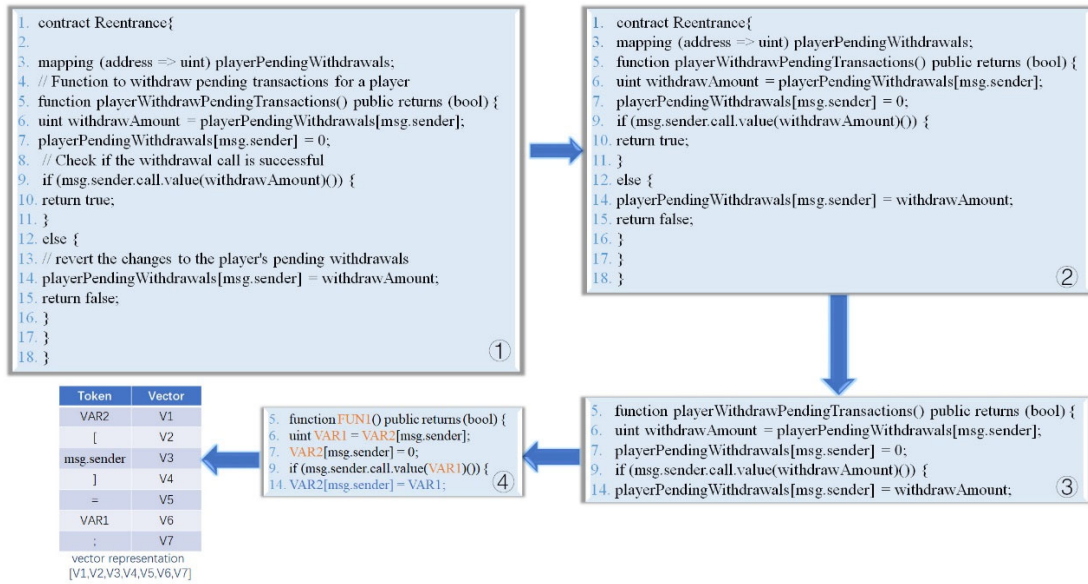 1. contract Reentrance{
2.
3. mapping (address => uint) playerPendingWithdrawals;
4. // Function to withdraw pending transactions for a player
5. function playerWithdrawPendingTransactions() public returns (bool) {
6. uint withdrawAmount = playerPendingWithdrawals[msg.sender];
7. playerPendingWithdrawals[msg.sender] = 0;
8. // Check if the withdrawal call is successful
9. if (msg.sender.call.value(withdrawAmount)()) {
10. return true;
11. }
12. else {
13. // revert the changes to the player's pending withdrawals
14. playerPendingWithdrawals[msg.sender] = withdrawAmount;
15. return false;
16. }
17. }
18. }
①
1. contract Reentrance{
3. mapping (address => uint) playerPendingWithdrawals;
5. function playerWithdrawPendingTransactions() public returns (bool) {
6. uint withdrawAmount = playerPendingWithdrawals[msg.sender];
7. playerPendingWithdrawals[msg.sender] = 0;
9. if (msg.sender.call.value(withdrawAmount)()) {
10. return true;
11. }
12. else {
14. playerPendingWithdrawals[msg.sender] = withdrawAmount;
15. return false;
16. }
17. }
18. }
②
5. function playerWithdrawPendingTransactions() public returns (bool) {
6. uint withdrawAmount = playerPendingWithdrawals[msg.sender];
7. playerPendingWithdrawals[msg.sender] = 0;
9. if (msg.sender.call.value(withdrawAmount)()) {
14. playerPendingWithdrawals[msg.sender] = withdrawAmount;
③
5. function FUN1() public returns (bool) {
6. uint VAR1 = VAR2[msg.sender];
7. VAR2[msg.sender] = 0;
9. if (msg.sender.call.value(VAR1)()) {
14. VAR2[msg.sender] = VAR1;
④
Token Vector
VAR2 V1
[ V2
msg.sender V3
] V4
= V5
VAR1 V6
; V7
vector representation
[V1,V2,V3,V4,V5,V6,V7]